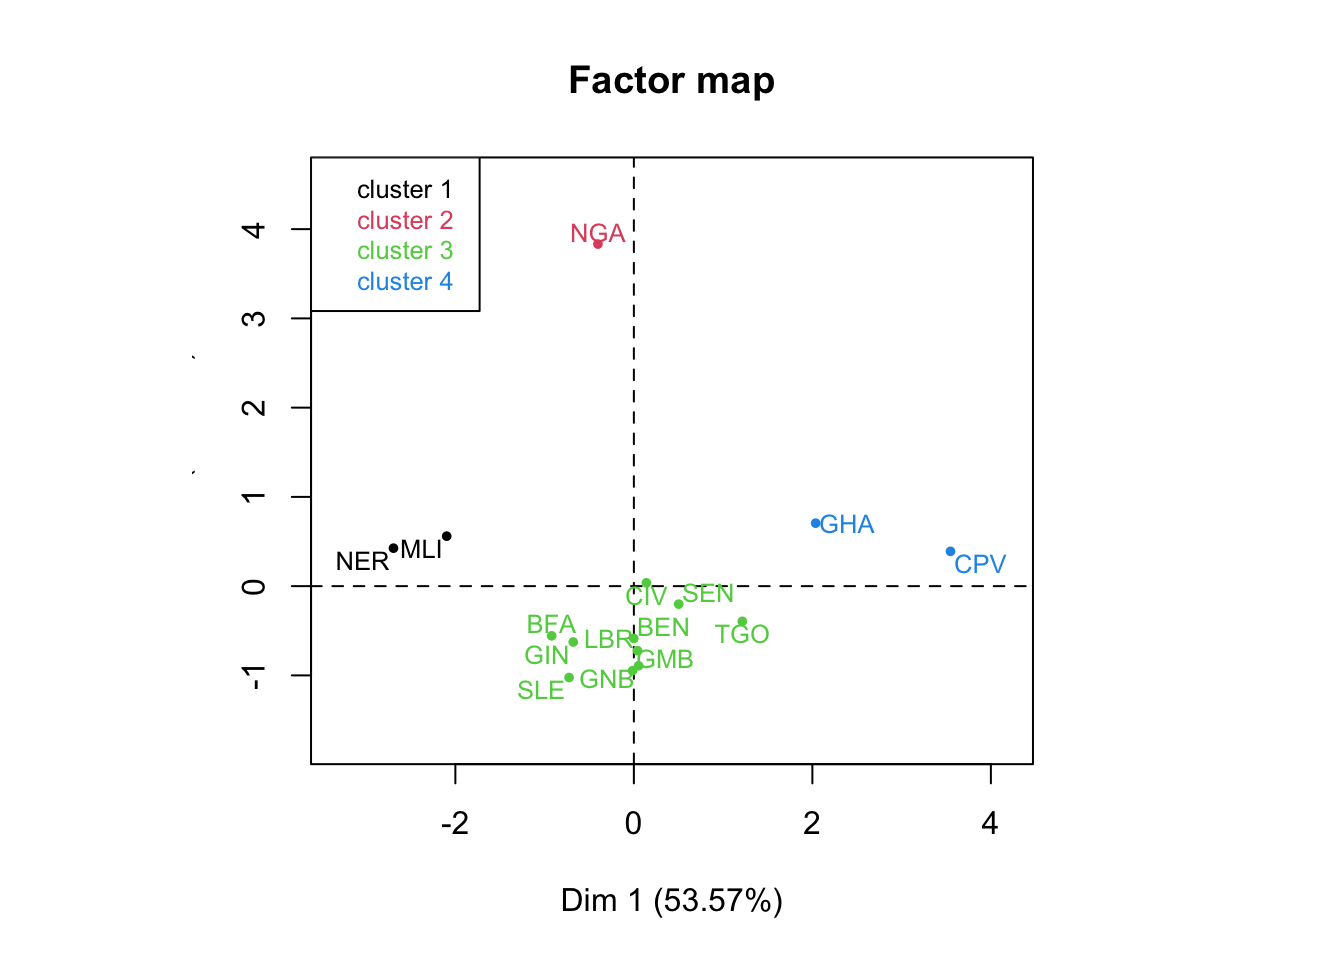 Factor map
cluster 1
cluster 2
cluster 3
cluster 4
NGA
4
3
2
1
0
-1
GHA
CPV
NER
MLI
CIV
SEN
BFA
LBR
BEN
TGO
GIN
GMB
SLE
GNB
-2
0
2
4
Dim 1 (53.57%)